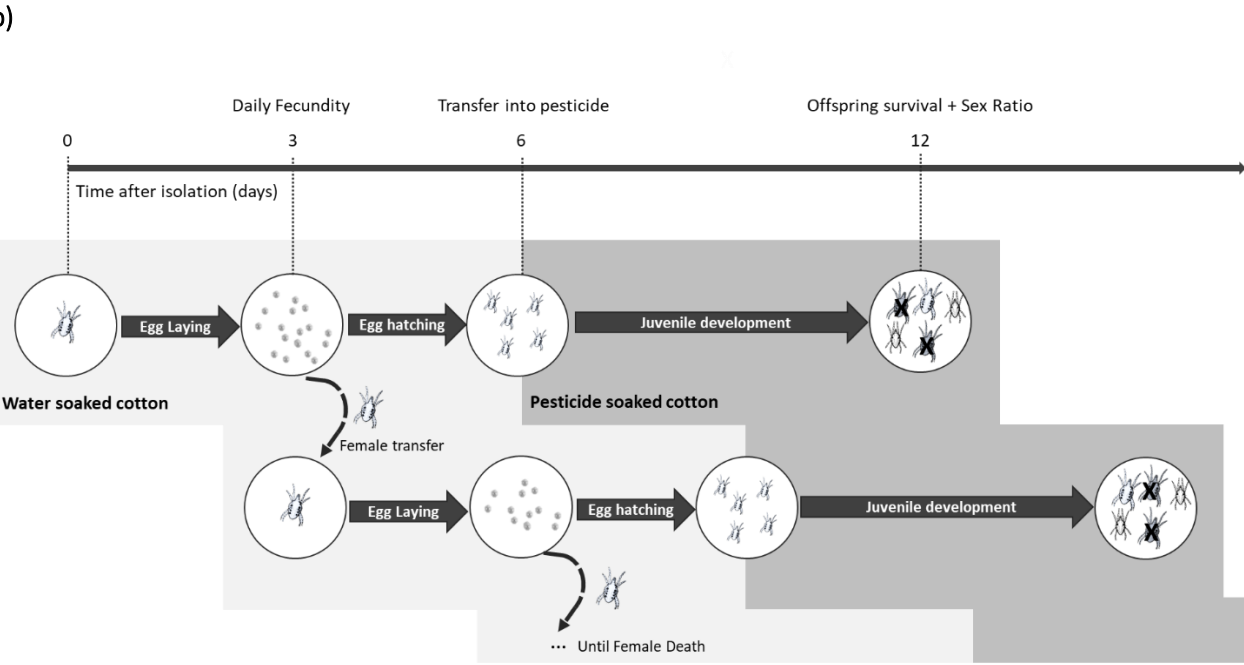 b)
Daily Fecundity
Transfer into pesticide
Offspring survival + Sex Ratio
0
3
6
12
Time after isolation (days)
Egg Laying
Egg hatching
Juvenile development
X
X
Water soaked cotton
Pesticide soaked cotton
Female transfer
Egg Laying
Egg hatching
Juvenile development
X
X
... Until Female Death